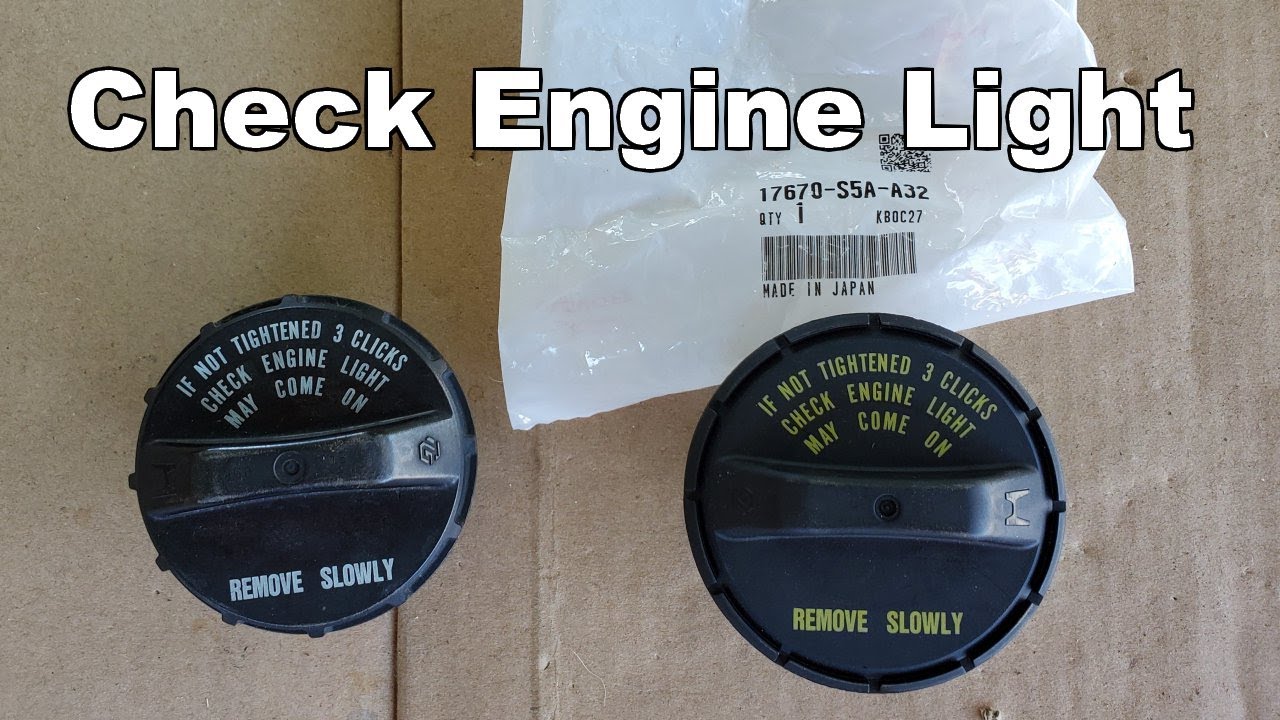 Check Engine Light
17670-S5A-A32
QTY 1 KB0C27
MADE IN JAPAN
IF NOT TIGHTENED 3 CLICKS
CHECK ENGINE LIGHT
MAY COME ON
REMOVE SLOWLY
IF NOT TIGHTENED 3 CLICKS
CHECK ENGINE LIGHT
MAY COME ON
REMOVE SLOWLY